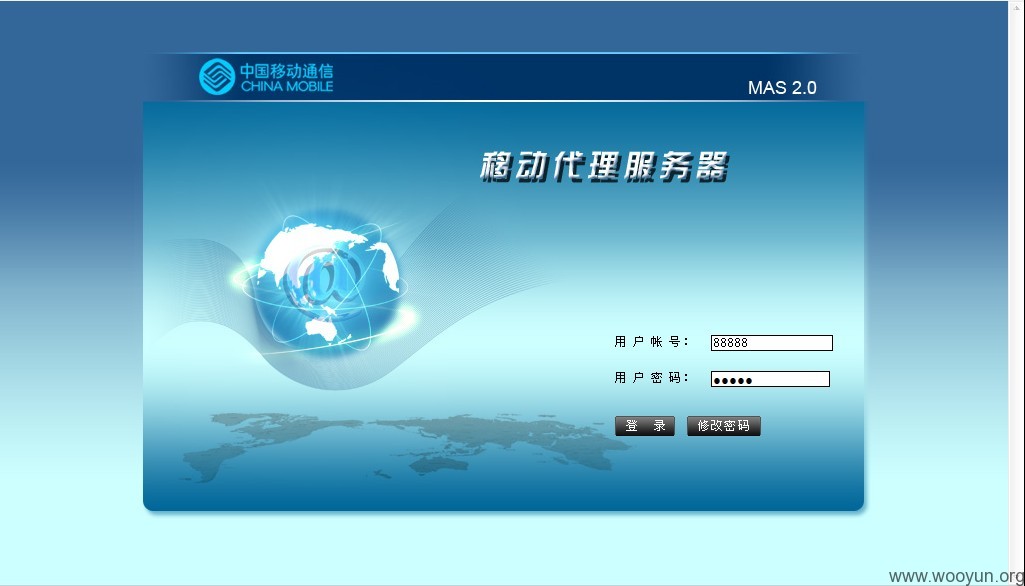 中国移动通信
CHINA MOBILE
MAS 2.0
移动代理服务器
用户帐号： 88888
用户密码： ●●●●●
登 录 修改密码
www.wooyun.org